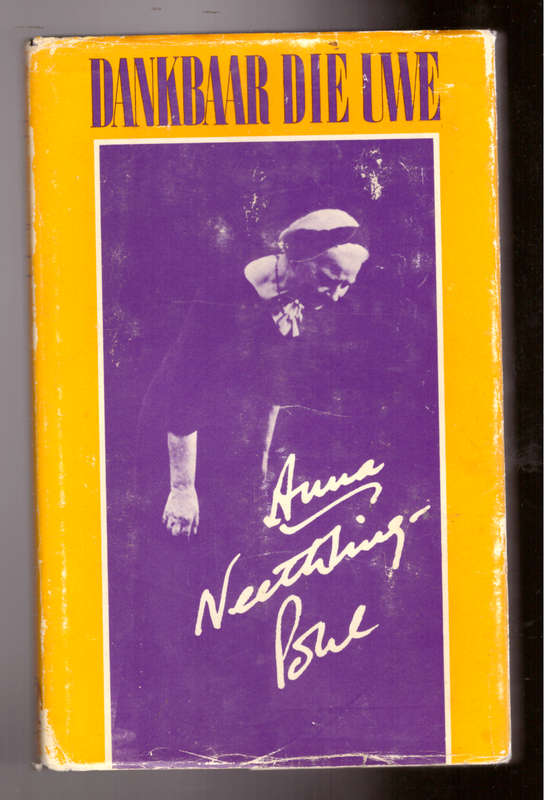 DANKBAAR DIE UWE
Anna
Neethling-
Pohl